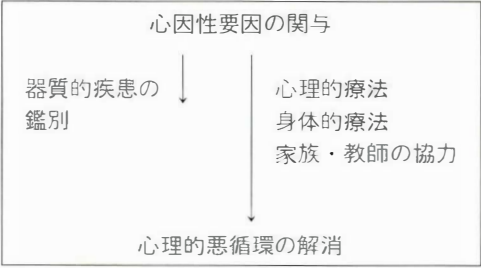 心因性要因の関与
器質的疾患の
鑑別
心理的療法
身体的療法
家族・教師の協力
心理的悪循環の解消